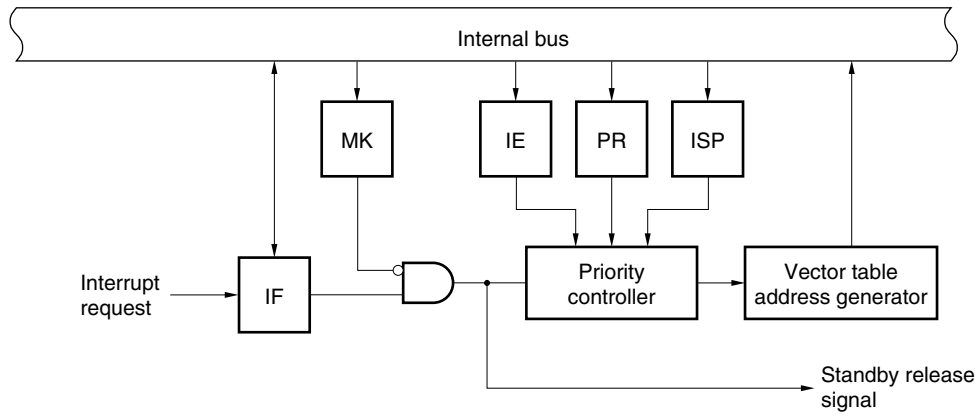 Internal bus
MK
IE
PR
ISP
Interrupt
request
IF
Priority
controller
Vector table
address generator
Standby release
signal